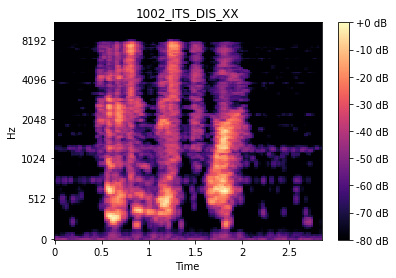 1002_ITS_DIS_XX
8192
4096
2048
1024
512
0
Hz
0
0.5
1
1.5
2
2.5
Time
+0 dB
-10 dB
-20 dB
-30 dB
-40 dB
-50 dB
-60 dB
-70 dB
-80 dB